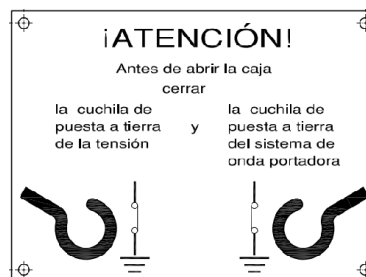 ¡ATENCIÓN!
Antes de abrir la caja
cerrar
la cuchila de
puesta a tierra
de la tensión
y
la cuchila de
puesta a tierra
del sistema de
onda portadora